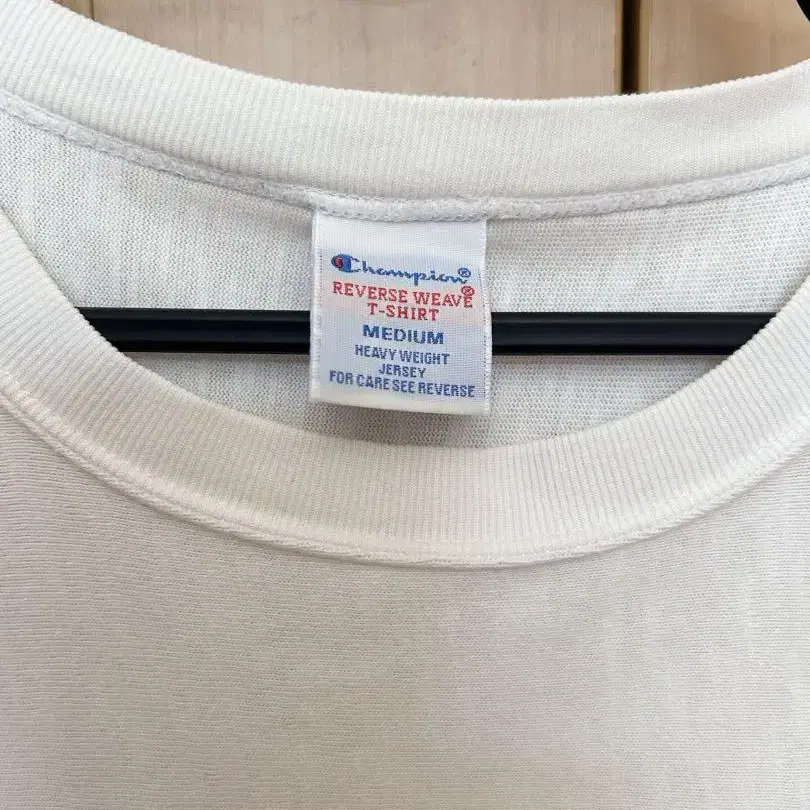 Champion®
REVERSE WEAVE®
T-SHIRT
MEDIUM
HEAVY WEIGHT
JERSEY
FOR CARE SEE REVERSE